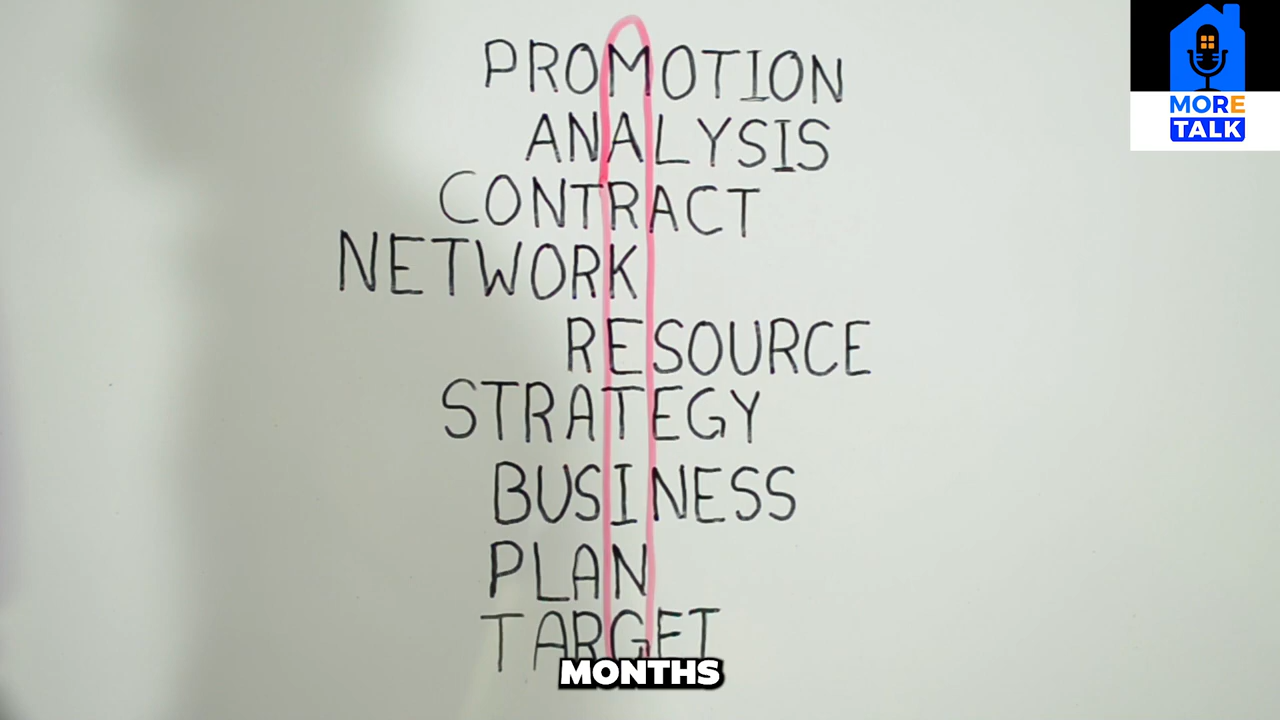 PROMOTION
ANALYSIS
CONTRACT
NETWORK
RESOURCE
STRATEGY
BUSINESS
PLAN
TARGET
MONTHS
MORE
TALK